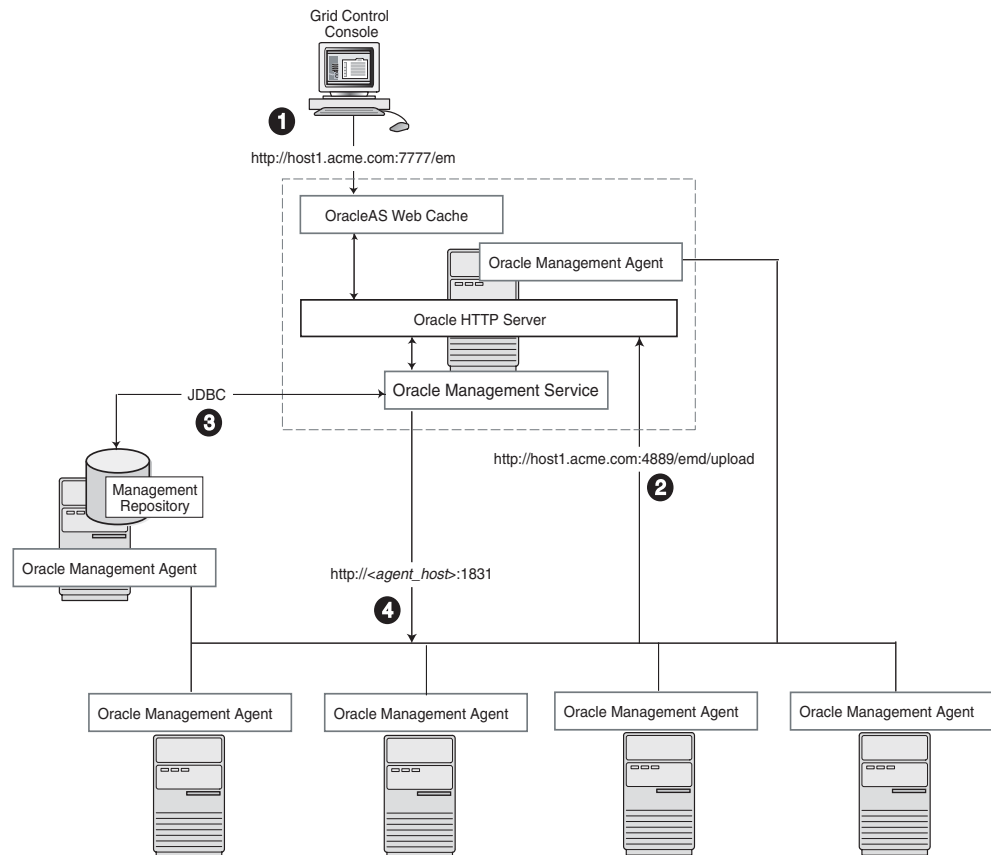 Grid Control
Console
1
http://host1.acme.com:7777/em
OracleAS Web Cache
Oracle Management Agent
Oracle HTTP Server
Oracle Management Service
JDBC
3
http://host1.acme.com:4889/emd/upload
2
Management
Repository
Oracle Management Agent
http://<agent_host>:1831
4
Oracle Management Agent
Oracle Management Agent
Oracle Management Agent
Oracle Management Agent